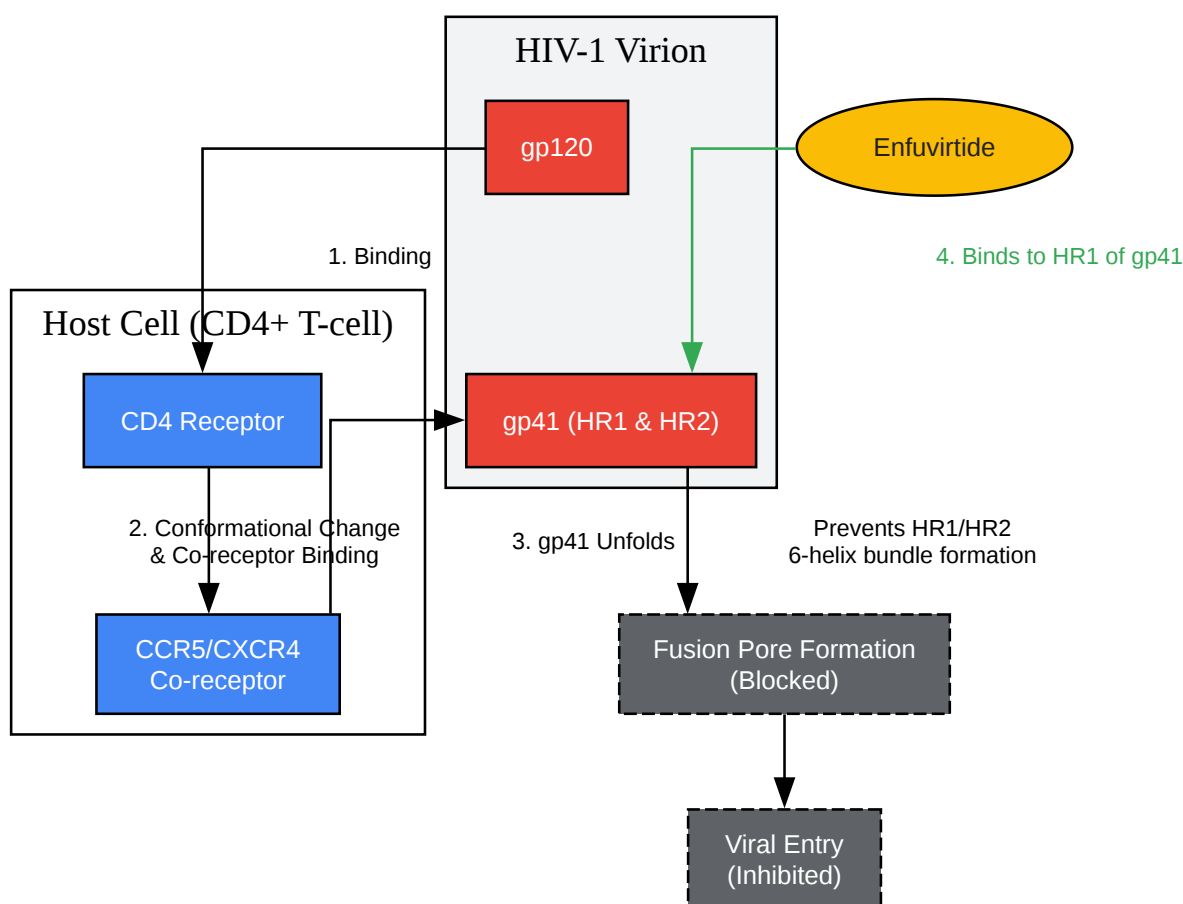 HIV-1 Virion
gp120
Enfuvirtide
1. Binding
4. Binds to HR1 of gp41
Host Cell (CD4+ T-cell)
CD4 Receptor
gp41 (HR1 & HR2)
2. Conformational Change
& Co-receptor Binding
3. gp41 Unfolds
Prevents HR1/HR2
6-helix bundle formation
CCR5/CXCR4
Co-receptor
Fusion Pore Formation
(Blocked)
Viral Entry
(Inhibited)